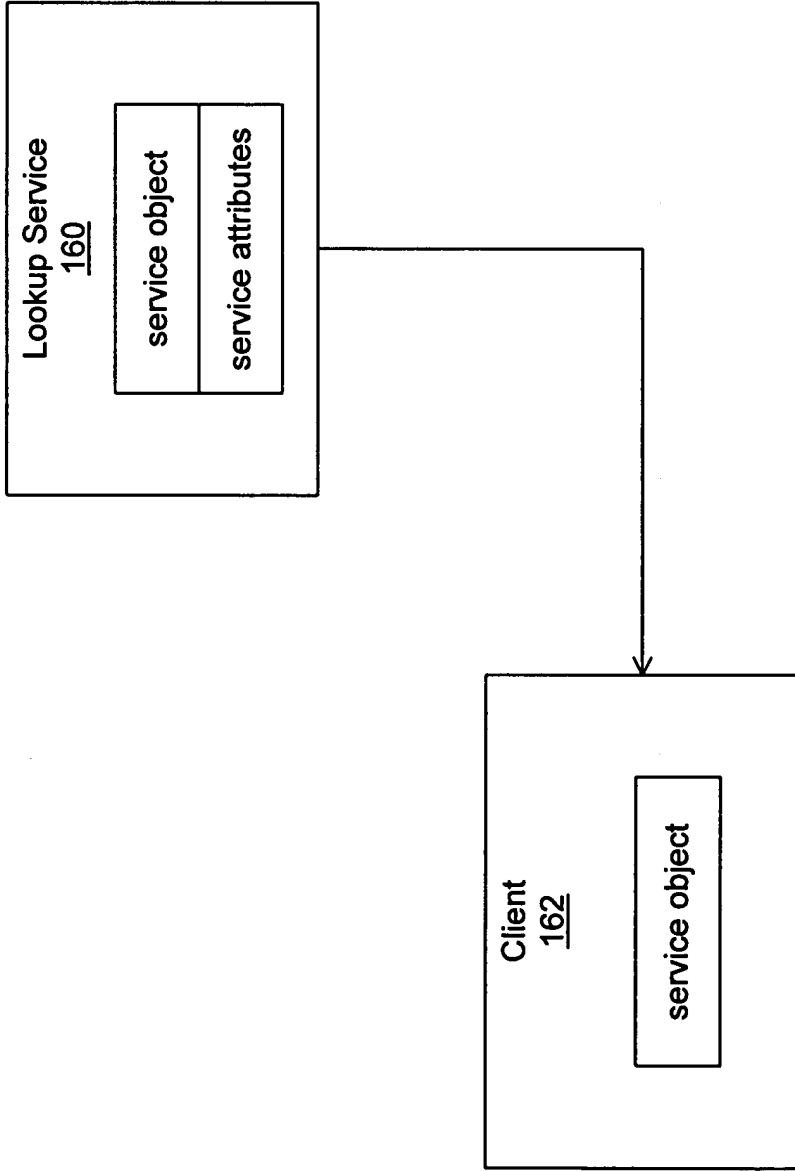 Lookup Service
160
service object
service attributes
Client
162
service object